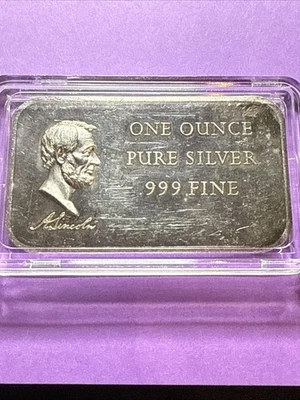 ONE OUNCE
PURE SILVER
999 FINE
A. Lincoln